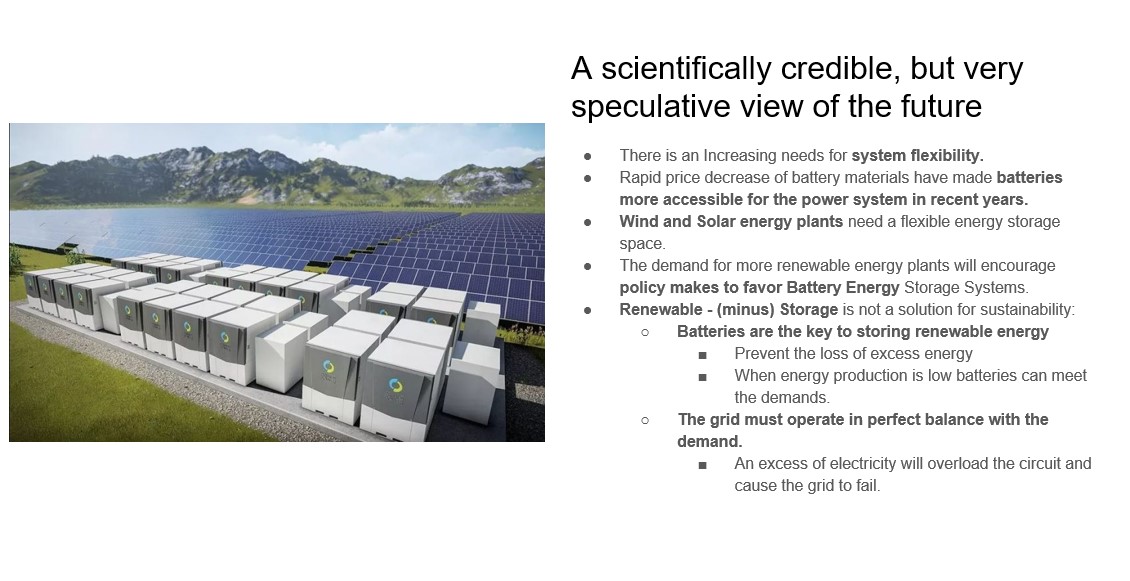 A scientifically credible, but very
speculative view of the future
● There is an Increasing needs for system flexibility.
● Rapid price decrease of battery materials have made batteries
more accessible for the power system in recent years.
● Wind and Solar energy plants need a flexible energy storage
space.
● The demand for more renewable energy plants will encourage
policy makes to favor Battery Energy Storage Systems.
● Renewable - (minus) Storage is not a solution for sustainability:
○ Batteries are the key to storing renewable energy
■ Prevent the loss of excess energy
■ When energy production is low batteries can meet
the demands.
○ The grid must operate in perfect balance with the
demand.
■ An excess of electricity will overload the circuit and
cause the grid to fail.